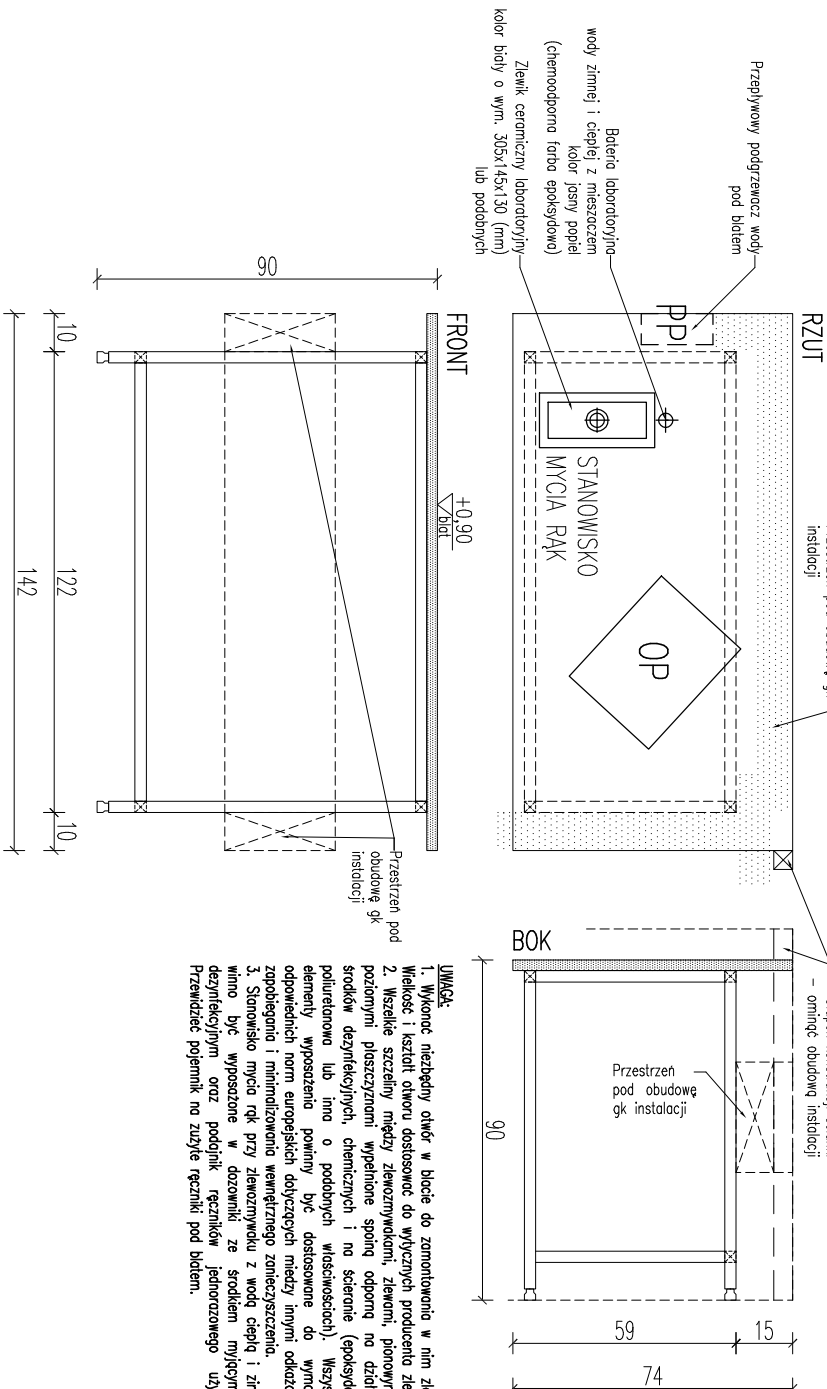 RZUT
Przepływowy podgrzewacz wody
pod blatem
Bateria laboratoryjna
wody zimnej i ciepłej z mieszaczem
kolor jasny popiel
(chemoodporna farba epoksydowa)
Zlewik ceramiczny laboratoryjny
kolor biały o wym. 305x145x130 (mm)
lub podobnych
instalacji
PP
STANOWISKO
MYCIA RĄK
OP
- ominąć obudową instalacji
FRONT
+0,90
blat
90
10
122
10
142
Przestrzeń pod
obudowę gk
instalacji
BOK
Przestrzeń
pod obudowę
gk instalacji
90
59
15
74
UWAGA:
1. Wykonać niezbędny otwór w blacie do zamontowania w nim
Wielkość i kształt otworu dostosować do wytycznych producenta
2. Wszelkie szczeliny między zlewozmywakami, zlewami,
poziomymi płaszczyznami wypełnione spoiną odporną na
środków dezynfekcyjnych, chemicznych i na ścieranie
poliuretanowa lub inna o podobnych właściwościach).
elementy wyposażenia powinny być dostosowane do
odpowiednich norm europejskich dotyczących miedzy innymi
zapobiegania i minimalizowania wewnętrznego zanieczyszczenia.
3. Stanowisko mycia rąk przy zlewozmywaku z wodą ciepłą i
winno być wyposażone w dozowniki ze środkiem
dezynfekcyjnym oraz podajnik ręczników jednorazowego
Przewidzieć pojemnik na zużyte ręczniki pod blatem.